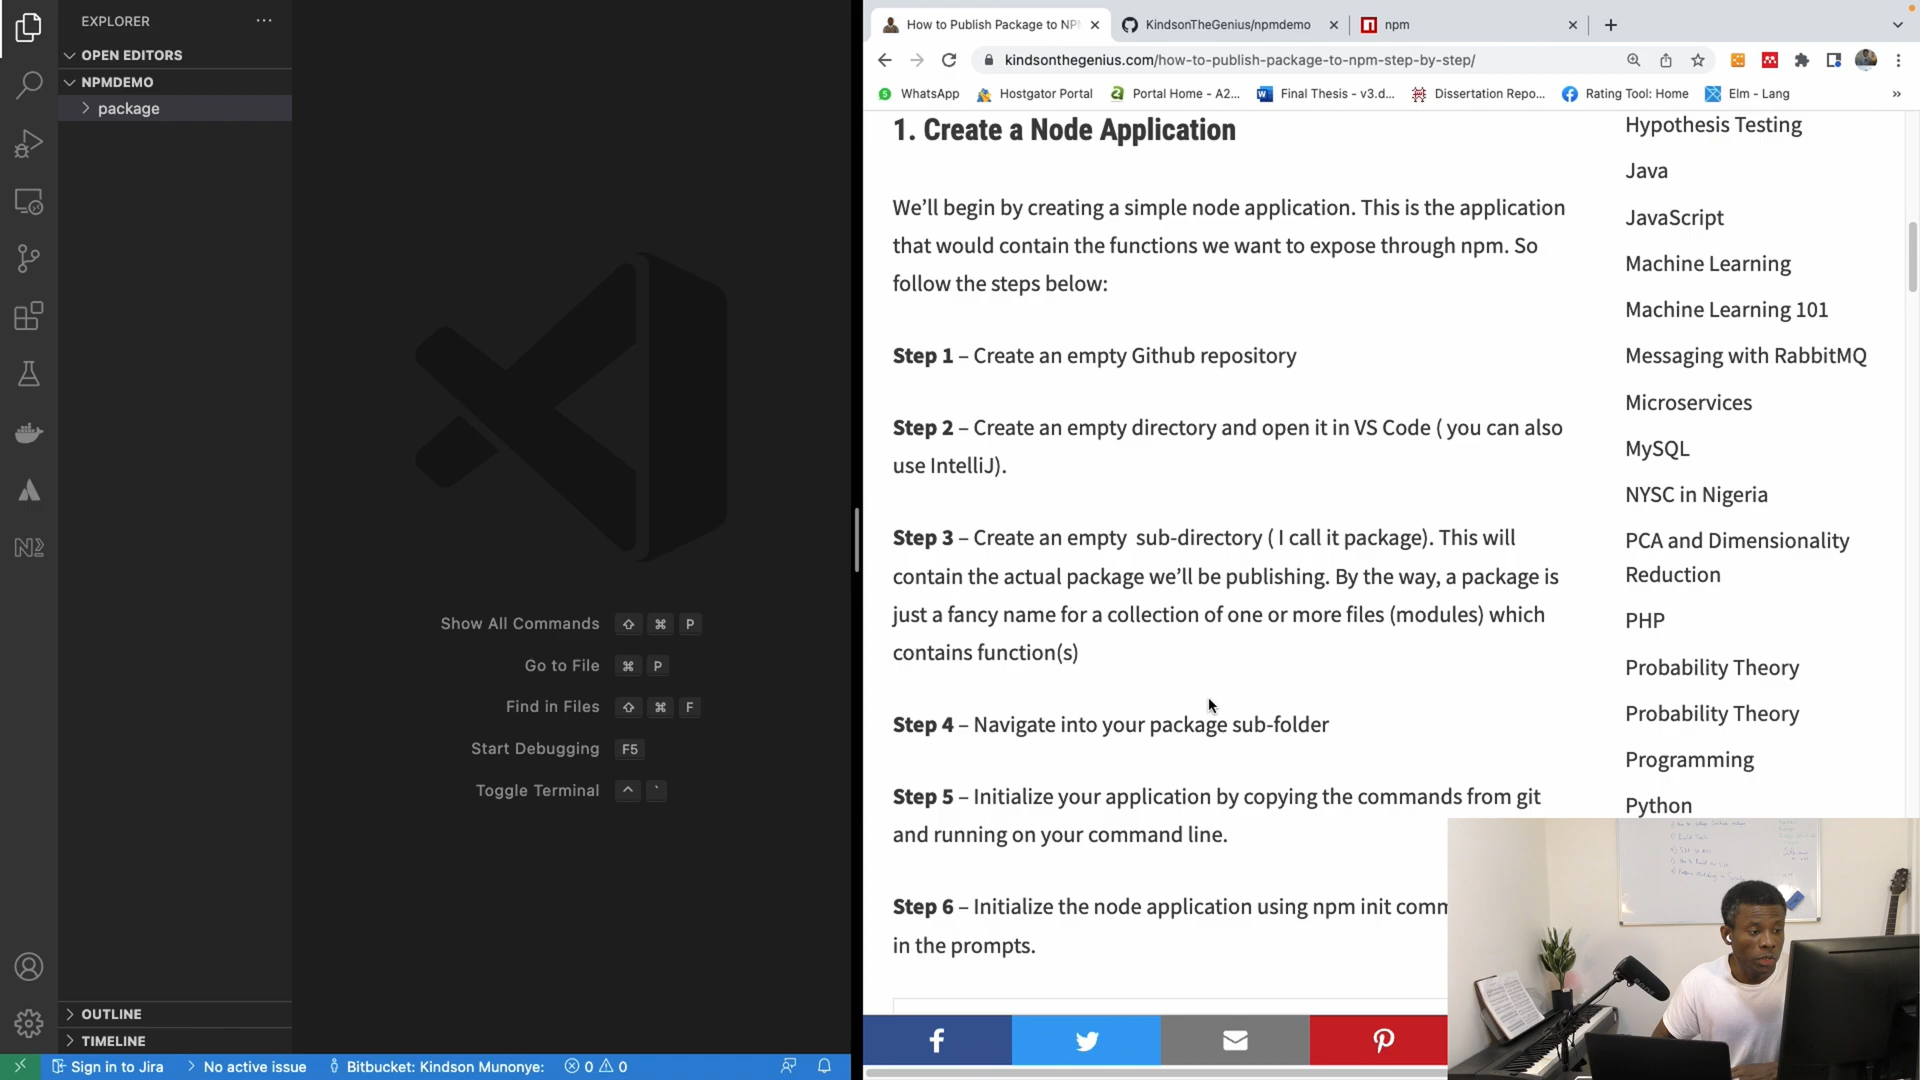 EXPLORER
OPEN EDITORS
NPMDEMO
package
Show All Commands ⇧ ⌘ P
Go to File ⌘ P
Find in Files ⇧ ⌘ F
Start Debugging F5
Toggle Terminal ^ `
OUTLINE
TIMELINE
Sign in to Jira
No active issue
Bitbucket: Kindson Munonye:
0 0
How to Publish Package to NP
KindsonTheGenius/npmdemo
npm
kindsonthegenius.com/how-to-publish-package-to-npm-step-by-step/
WhatsApp
Hostgator Portal
Portal Home - A2...
Final Thesis - v3.d...
Dissertation Repo...
Rating Tool: Home
Elm - Lang
»
1. Create a Node Application
We’ll begin by creating a simple node application. This is the application
that would contain the functions we want to expose through npm. So
follow the steps below:
Step 1 – Create an empty Github repository
Step 2 – Create an empty directory and open it in VS Code ( you can also
use IntelliJ).
Step 3 – Create an empty  sub-directory ( I call it package). This will
contain the actual package we’ll be publishing. By the way, a package is
just a fancy name for a collection of one or more files (modules) which
contains function(s)
Step 4 – Navigate into your package sub-folder
Step 5 – Initialize your application by copying the commands from git
and running on your command line.
Step 6 – Initialize the node application using npm init comm
in the prompts.
Hypothesis Testing
Java
JavaScript
Machine Learning
Machine Learning 101
Messaging with RabbitMQ
Microservices
MySQL
NYSC in Nigeria
PCA and Dimensionality
Reduction
PHP
Probability Theory
Probability Theory
Programming
Python